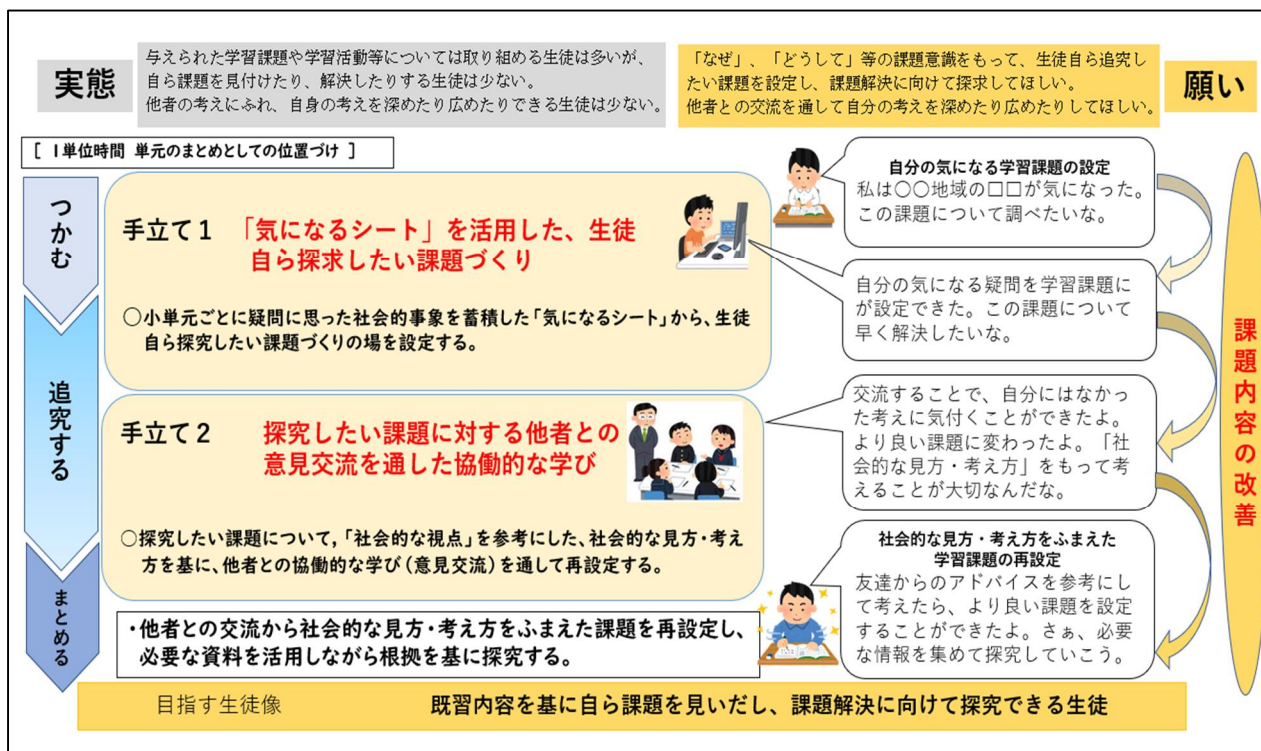 実態
与えられた学習課題や学習活動等については取り組める生徒は多いが、
自ら課題を見付けたり、解決したりする生徒は少ない。
他者の考えにふれ、自身の考えを深めたり広めたりできる生徒は少ない。
「なぜ」、「どうして」等の課題意識をもって、生徒自ら追究し
たい課題を設定し、課題解決に向けて探求してほしい。
他者との交流を通して自分の考えを深めたり広めたりしてほしい。
願い
[ 1単位時間 単元のまとめとしての位置づけ ]
つかむ
追究する
まとめる
手立て1 「気になるシート」を活用した、生徒
自ら探求したい課題づくり
○小単元ごとに疑問に思った社会的事象を蓄積した「気になるシート」から、生徒
自ら探究したい課題づくりの場を設定する。
手立て2 探究したい課題に対する他者との
意見交流を通した協働的な学び
○探究したい課題について,「社会的な視点」を参考にした、社会的な見方・考え
方を基に、他者との協働的な学び(意見交流)を通して再設定する。
・他者との交流から社会的な見方・考え方をふまえた課題を再設定し、
必要な資料を活用しながら根拠を基に探究する。
自分の気になる学習課題の設定
私は〇〇地域の□□が気になった。
この課題について調べたいな。
自分の気になる疑問を学習課題に
が設定できた。この課題について
早く解決したいな。
交流することで、自分にはなかっ
た考えに気付くことができたよ。
より良い課題に変わったよ。「社
会的な見方・考え方」をもって考
えることが大切なんだな。
社会的な見方・考え方をふまえた
学習課題の再設定
友達からのアドバイスを参考にし
て考えたら、より良い課題を設定
することができたよ。さぁ、必要
な情報を集めて探究していこう。
課題内容の改善
目指す生徒像 既習内容を基に自ら課題を見いだし、課題解決に向けて探究できる生徒